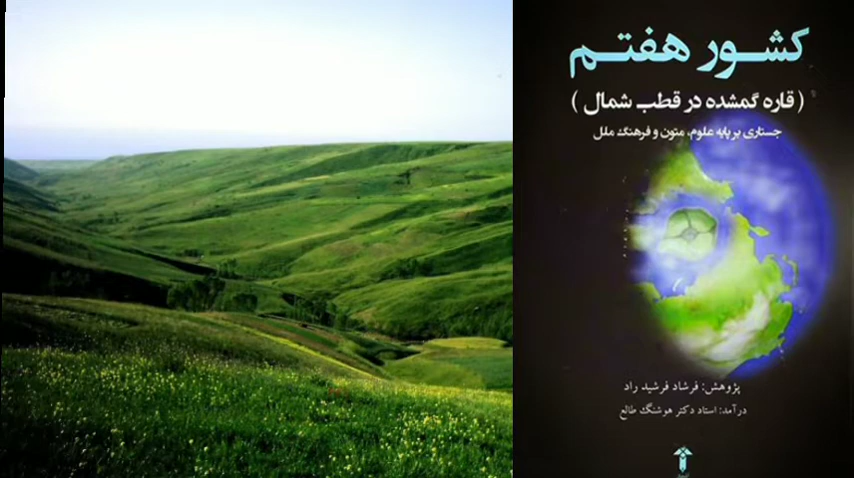 کشور هفتم
( قاره گمشده در قطب شمال )
جستاری بر پایه علوم، متون و فرهنگ ملل
پژوهش: فرشاد فرشید راد
درآمد: استاد دکتر هوشنگ طالع